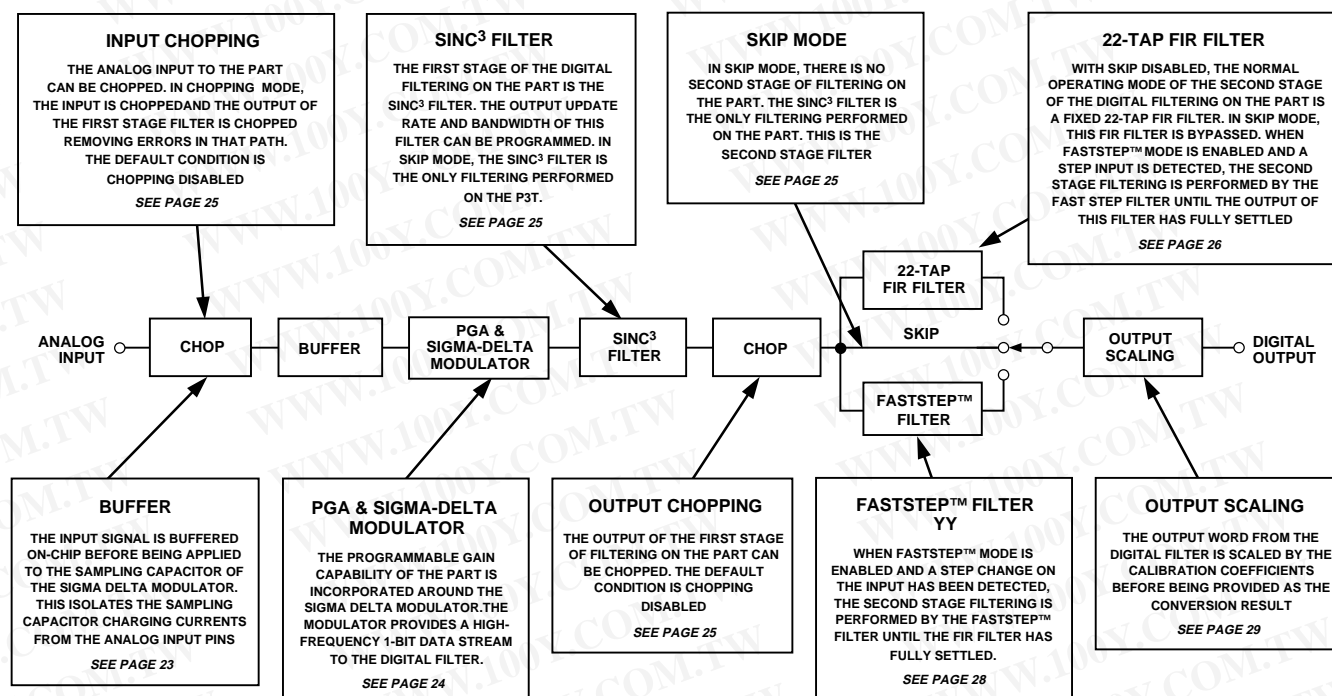 INPUT CHOPPING
THE ANALOG INPUT TO THE PART
CAN BE CHOPPED. IN CHOPPING MODE,
THE INPUT IS CHOPPEDAND THE OUTPUT OF
THE FIRST STAGE FILTER IS CHOPPED
REMOVING ERRORS IN THAT PATH.
THE DEFAULT CONDITION IS
CHOPPING DISABLED
SEE PAGE 25
SINC³ FILTER
THE FIRST STAGE OF THE DIGITAL
FILTERING ON THE PART IS THE
SINC³ FILTER. THE OUTPUT UPDATE
RATE AND BANDWIDTH OF THIS
FILTER CAN BE PROGRAMMED. IN
SKIP MODE, THE SINC³ FILTER IS
THE ONLY FILTERING PERFORMED
ON THE P3T.
SEE PAGE 25
SKIP MODE
IN SKIP MODE, THERE IS NO
SECOND STAGE OF FILTERING ON
THE PART. THE SINC³ FILTER IS
THE ONLY FILTERING PERFORMED
ON THE PART. THIS IS THE
SECOND STAGE FILTER
SEE PAGE 25
22-TAP FIR FILTER
WITH SKIP DISABLED, THE NORMAL
OPERATING MODE OF THE SECOND STAGE
OF THE DIGITAL FILTERING ON THE PART IS
A FIXED 22-TAP FIR FILTER. IN SKIP MODE,
THIS FIR FILTER IS BYPASSED. WHEN
FASTSTEP™ MODE IS ENABLED AND A
STEP INPUT IS DETECTED, THE SECOND
STAGE FILTERING IS PERFORMED BY THE
FAST STEP FILTER UNTIL THE OUTPUT OF
THIS FILTER HAS FULLY SETTLED
SEE PAGE 26
ANALOG
INPUT
CHOP
BUFFER
PGA &
SIGMA-DELTA
MODULATOR
SINC³
FILTER
CHOP
22-TAP
FIR FILTER
SKIP
FASTSTEP™
FILTER
OUTPUT
SCALING
DIGITAL
OUTPUT
BUFFER
THE INPUT SIGNAL IS BUFFERED
ON-CHIP BEFORE BEING APPLIED
TO THE SAMPLING CAPACITOR OF
THE SIGMA DELTA MODULATOR.
THIS ISOLATES THE SAMPLING
CAPACITOR CHARGING CURRENTS
FROM THE ANALOG INPUT PINS
SEE PAGE 23
PGA & SIGMA-DELTA
MODULATOR
THE PROGRAMMABLE GAIN
CAPABILITY OF THE PART IS
INCORPORATED AROUND THE
SIGMA DELTA MODULATOR.THE
MODULATOR PROVIDES A HIGH-
FREQUENCY 1-BIT DATA STREAM
TO THE DIGITAL FILTER.
SEE PAGE 24
OUTPUT CHOPPING
THE OUTPUT OF THE FIRST STAGE
OF FILTERING ON THE PART CAN
BE CHOPPED. THE DEFAULT
CONDITION IS CHOPPING
DISABLED
SEE PAGE 25
FASTSTEP™ FILTER
YY
WHEN FASTSTEP™ MODE IS
ENABLED AND A STEP CHANGE ON
THE INPUT HAS BEEN DETECTED,
THE SECOND STAGE FILTERING IS
PERFORMED BY THE FASTSTEP™
FILTER UNTIL THE FIR FILTER HAS
FULLY SETTLED.
SEE PAGE 28
OUTPUT SCALING
THE OUTPUT WORD FROM THE
DIGITAL FILTER IS SCALED BY THE
CALIBRATION COEFFICIENTS
BEFORE BEING PROVIDED AS THE
CONVERSION RESULT
SEE PAGE 29
WWW.100Y.COM.TW